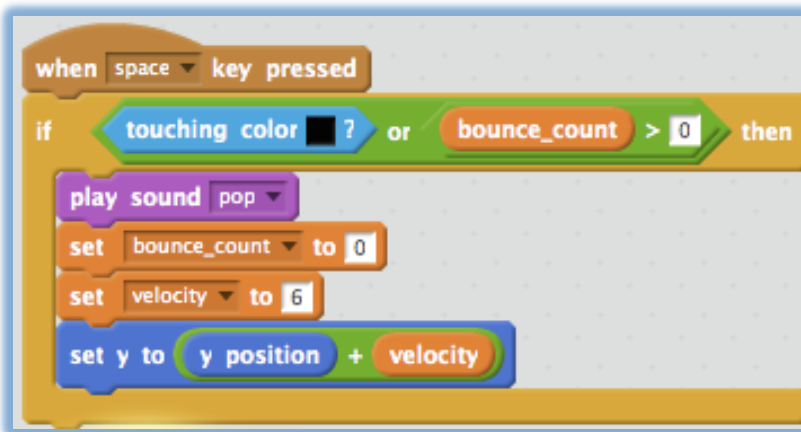 when space key pressed
if touching color ? or bounce_count > 0 then
play sound pop
set bounce_count to 0
set velocity to 6
set y to y position + velocity